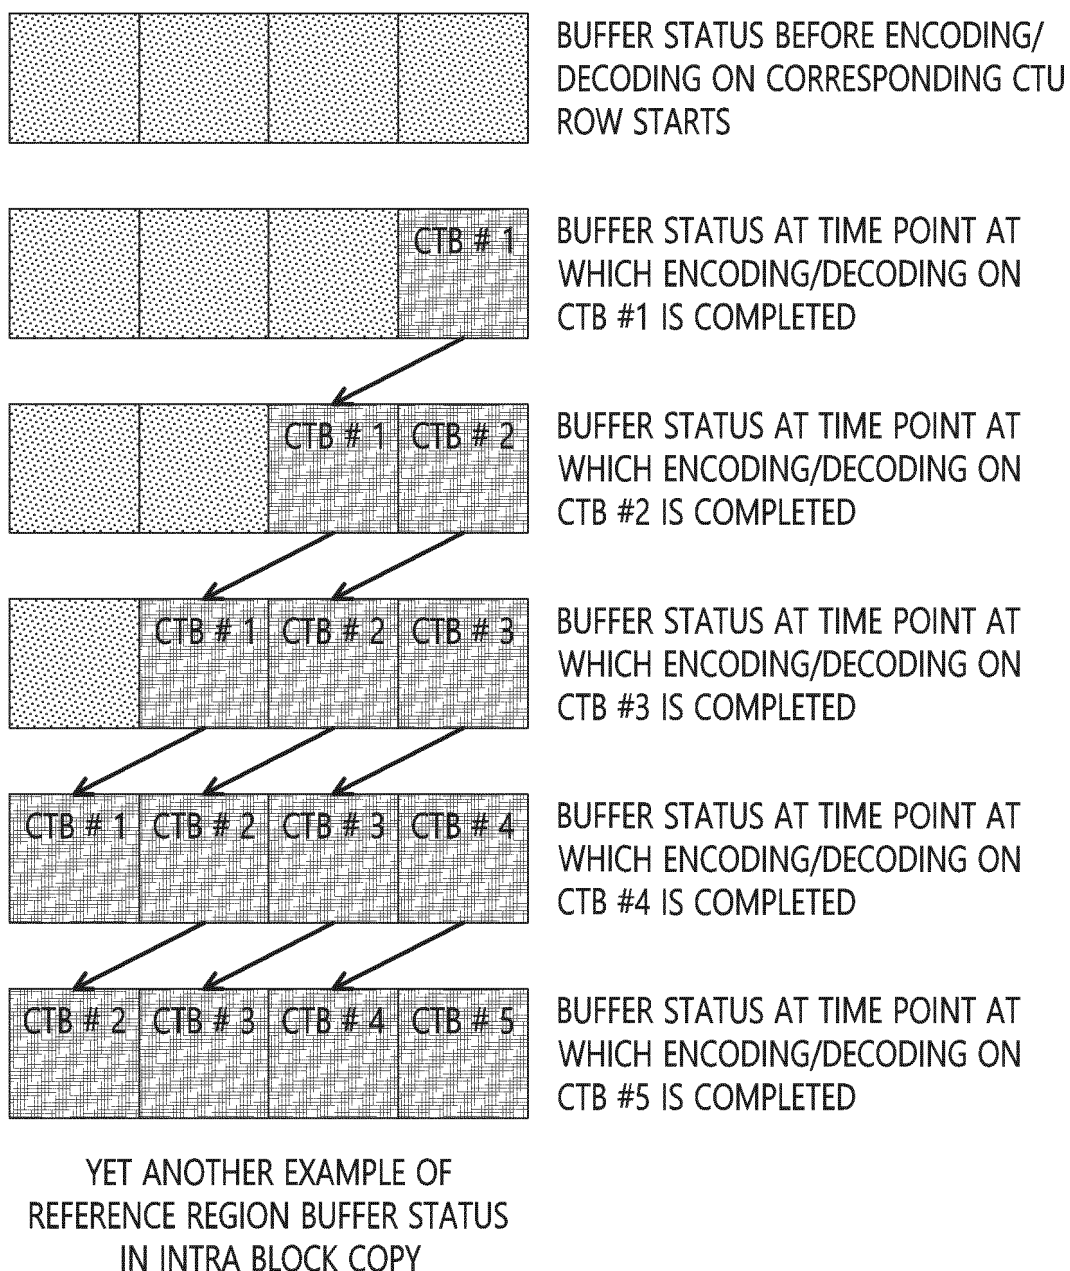 BUFFER STATUS BEFORE ENCODING/
DECODING ON CORRESPONDING CTU
ROW STARTS
CTB # 1
BUFFER STATUS AT TIME POINT AT
WHICH ENCODING/DECODING ON
CTB #1 IS COMPLETED
CTB # 1 CTB # 2
BUFFER STATUS AT TIME POINT AT
WHICH ENCODING/DECODING ON
CTB #2 IS COMPLETED
CTB # 1 CTB # 2 CTB # 3
BUFFER STATUS AT TIME POINT AT
WHICH ENCODING/DECODING ON
CTB #3 IS COMPLETED
CTB # 1 CTB # 2 CTB # 3 CTB # 4
BUFFER STATUS AT TIME POINT AT
WHICH ENCODING/DECODING ON
CTB #4 IS COMPLETED
CTB # 2 CTB # 3 CTB # 4 CTB # 5
BUFFER STATUS AT TIME POINT AT
WHICH ENCODING/DECODING ON
CTB #5 IS COMPLETED
YET ANOTHER EXAMPLE OF
REFERENCE REGION BUFFER STATUS
IN INTRA BLOCK COPY